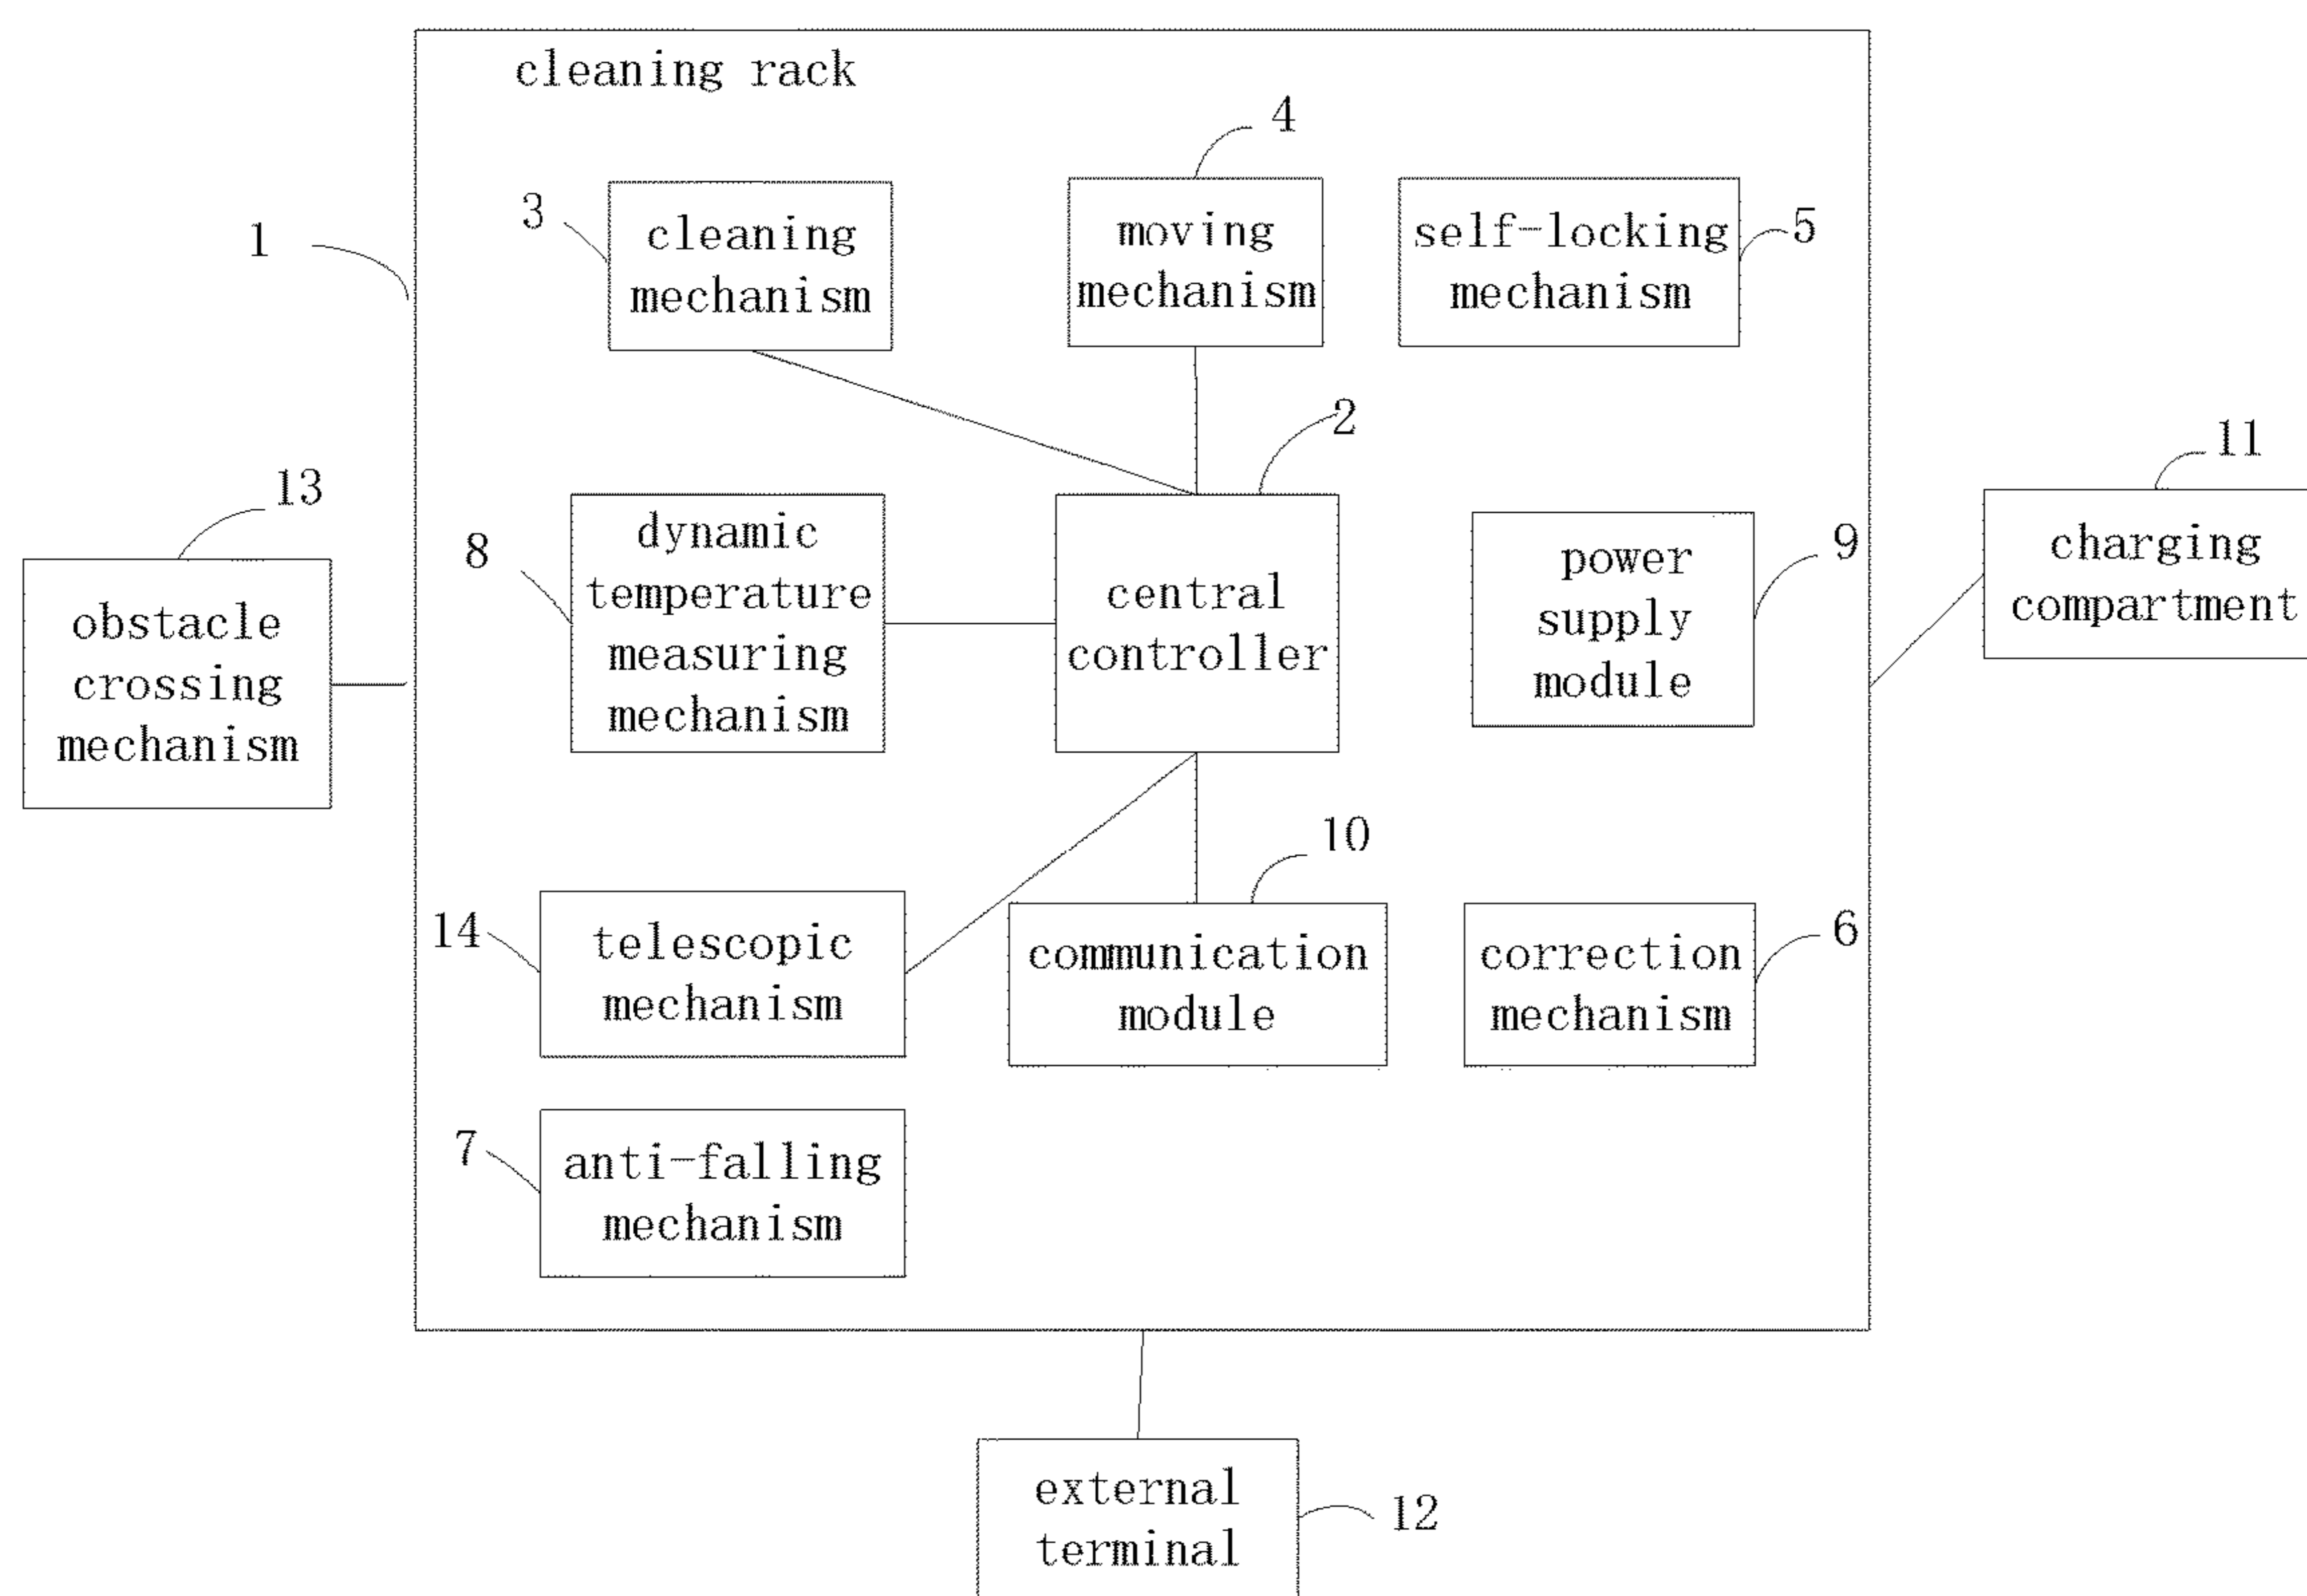 cleaning rack
4
3
cleaning
mechanism
moving
mechanism
self-locking
mechanism
5
1
2
11
charging
compartment
13
obstacle
crossing
mechanism
8
dynamic
temperature
measuring
mechanism
central
controller
power
supply
module
9
10
14
telescopic
mechanism
communication
module
correction
mechanism
6
7
anti-falling
mechanism
external
terminal
12